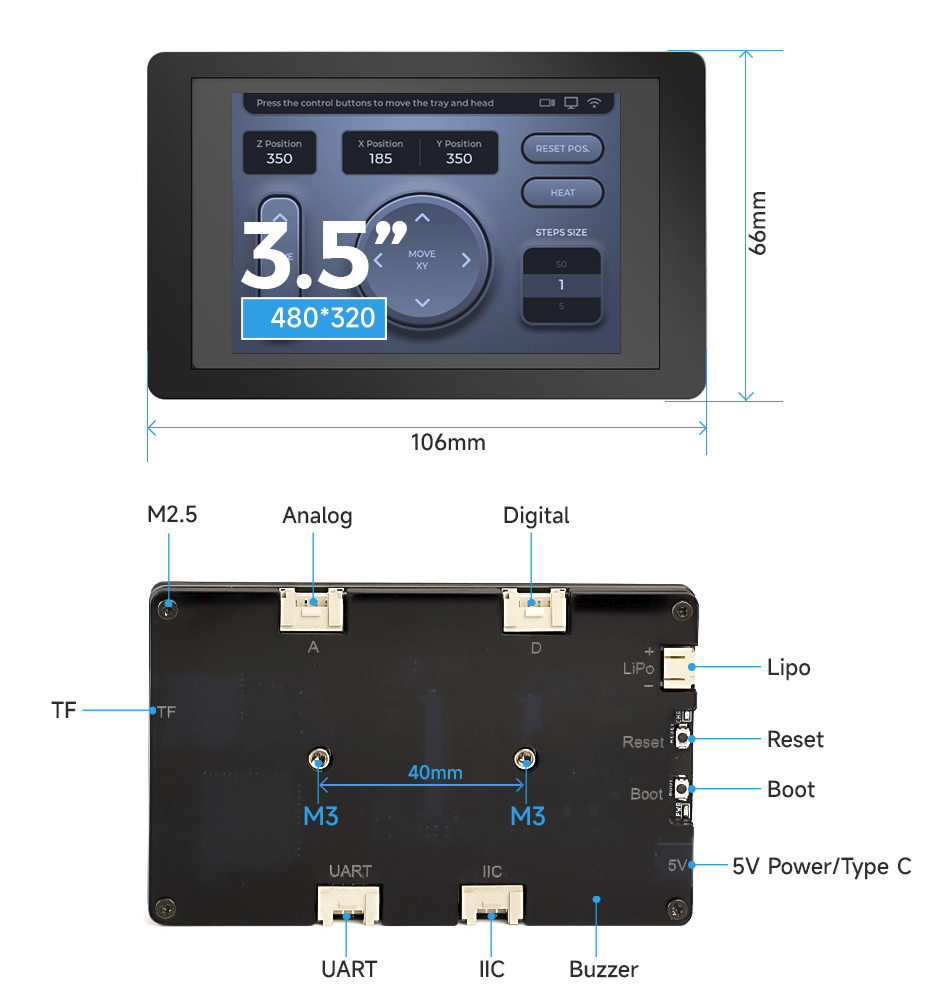 Press the control buttons to move the tray and head
Z Position
350
X Position
185
Y Position
350
RESET POS.
HEAT
STEPS SIZE
50
1
5
MOVE
XY
3.5”
480*320
66mm
106mm
M2.5
Analog
Digital
A
D
+
LiPo
−
Lipo
TF
TF
Reset
Reset
40mm
M3
M3
Boot
Boot
PWR
5V
5V Power/Type C
UART
IIC
UART
IIC
Buzzer